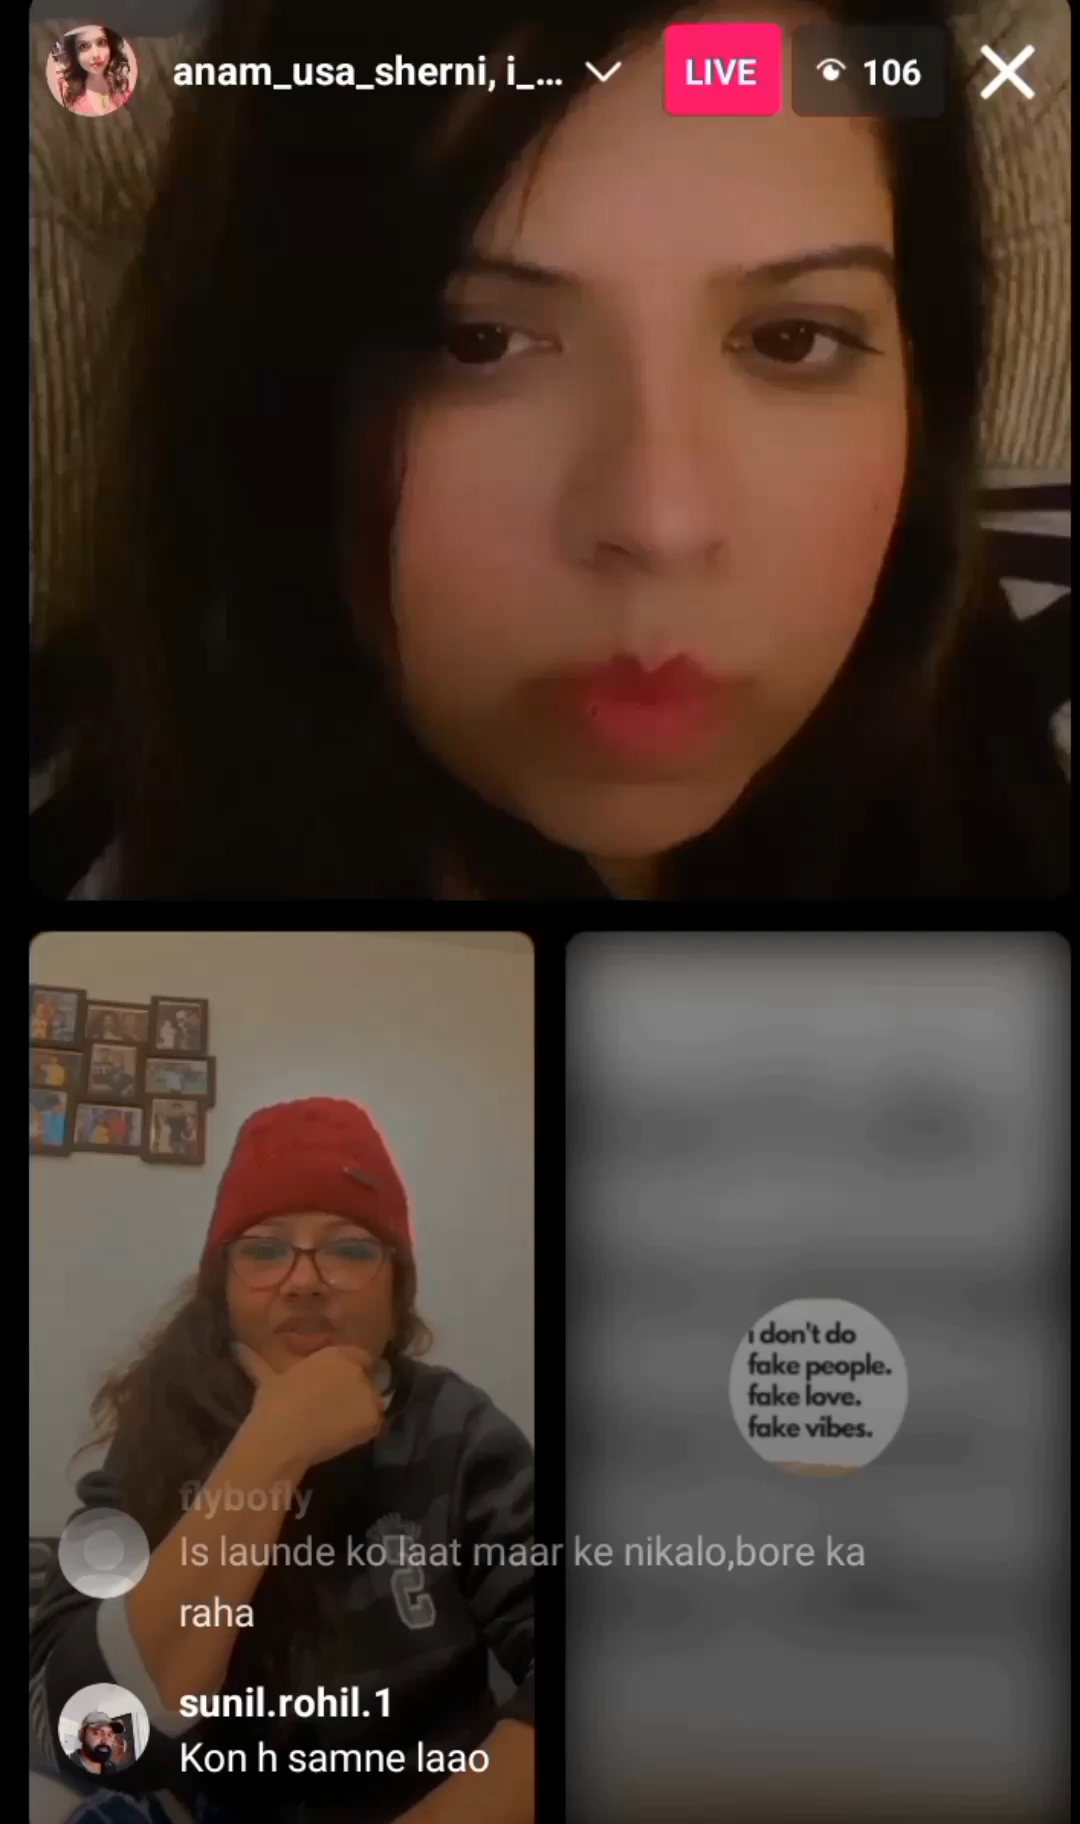 anam_usa_sherni, i_...
LIVE
106
i don't do
fake people.
fake love.
fake vibes.
flybofly
Is launde ko laat maar ke nikalo,bore ka
raha
C
sunil.rohil.1
Kon h samne laao